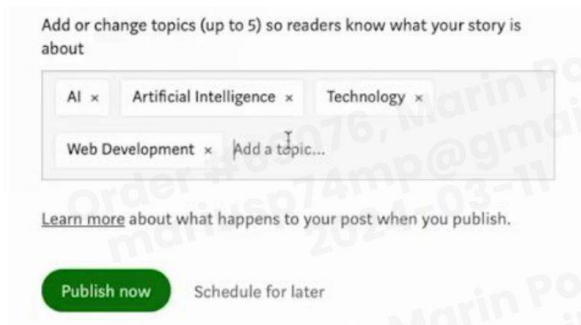 Add or change topics (up to 5) so readers know what your story is
about
AI × Artificial Intelligence × Technology ×
Web Development × Add a topic...
Learn more about what happens to your post when you publish.
Publish now Schedule for later